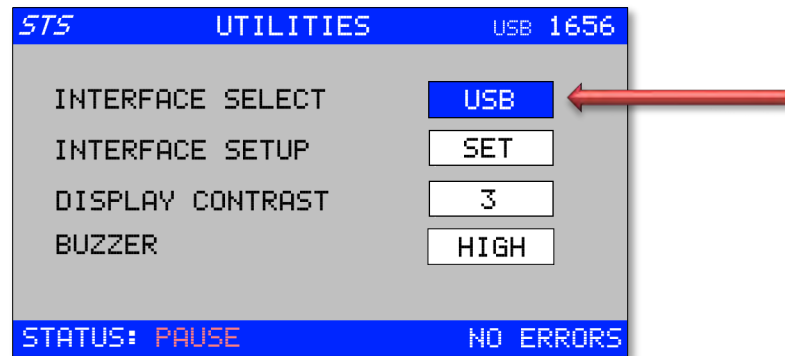 STS UTILITIES USB 1656
INTERFACE SELECT USB
INTERFACE SETUP SET
DISPLAY CONTRAST 3
BUZZER HIGH
STATUS: PAUSE NO ERRORS